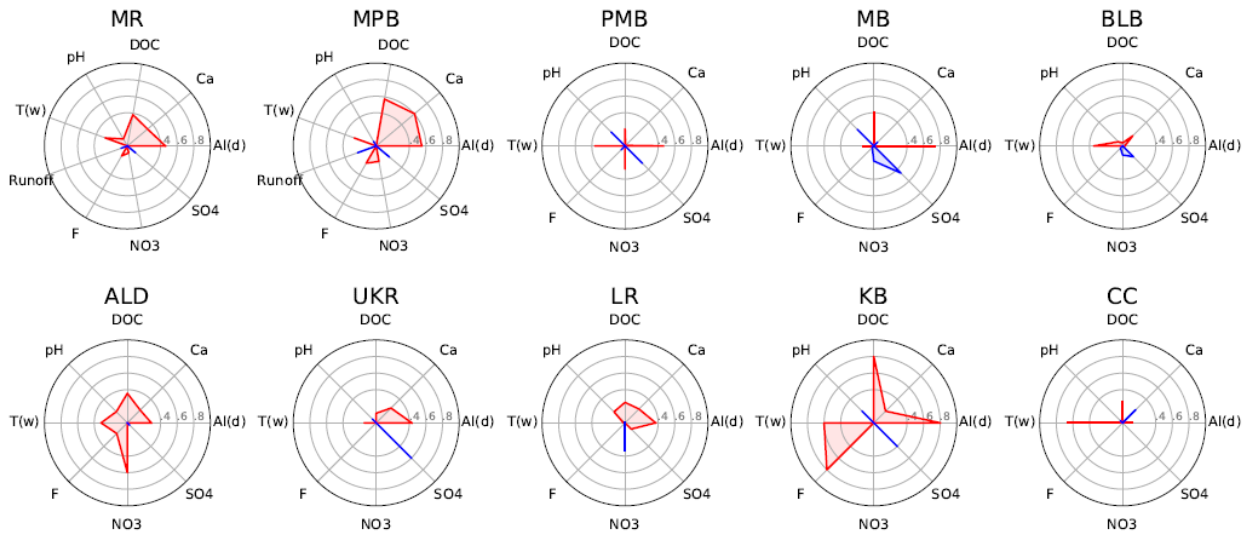 MR
DOC
pH
Ca
T(w)
.4 .6 .8
Al(d)
Runoff
SO4
F
NO3
MPB
DOC
pH
Ca
T(w)
.4 .6 .8
Al(d)
Runoff
SO4
F
NO3
PMB
DOC
pH
Ca
T(w)
.4 .6 .8
Al(d)
F
SO4
NO3
MB
DOC
pH
Ca
T(w)
.4 .6 .8
Al(d)
F
SO4
NO3
BLB
DOC
pH
Ca
T(w)
.4 .6 .8
Al(d)
F
SO4
NO3
ALD
DOC
pH
Ca
T(w)
.4 .6 .8
Al(d)
F
SO4
NO3
UKR
DOC
pH
Ca
T(w)
.4 .6 .8
Al(d)
F
SO4
NO3
LR
DOC
pH
Ca
T(w)
.4 .6 .8
Al(d)
F
SO4
NO3
KB
DOC
pH
Ca
T(w)
.4 .6 .8
Al(d)
F
SO4
NO3
CC
DOC
pH
Ca
T(w)
.4 .6 .8
Al(d)
F
SO4
NO3